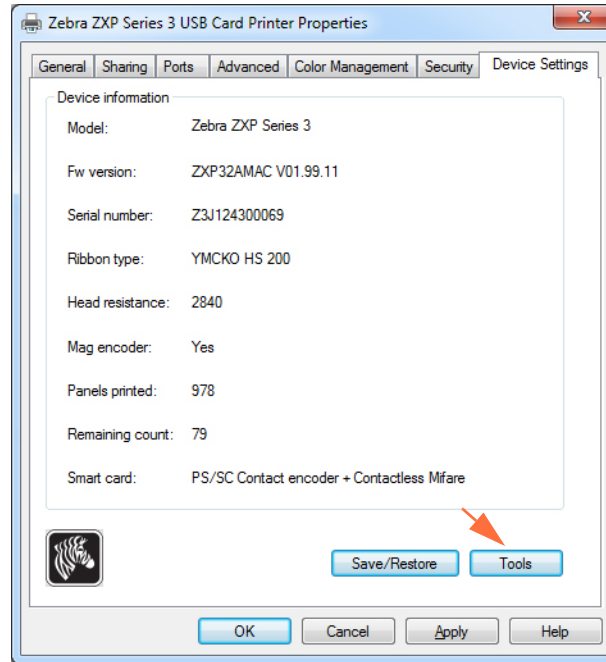 Zebra ZXP Series 3 USB Card Printer Properties
General Sharing Ports Advanced Color Management Security Device Settings
Device information
Model: Zebra ZXP Series 3
Fw version: ZXP32AMAC V01.99.11
Serial number: Z3J124300069
Ribbon type: YMCKO HS 200
Head resistance: 2840
Mag encoder: Yes
Panels printed: 978
Remaining count: 79
Smart card: PS/SC Contact encoder + Contactless Mifare
Save/Restore Tools
OK Cancel Apply Help